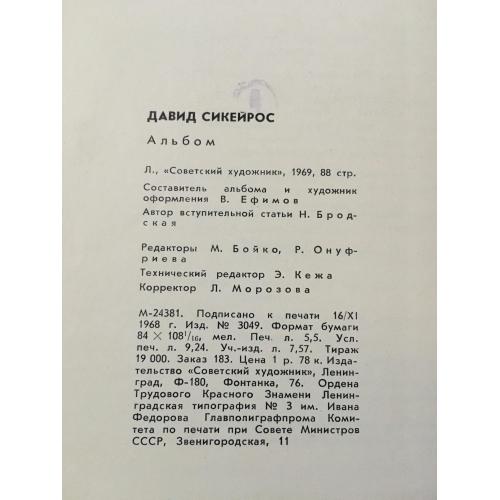 ДАВИД СИКЕЙРОС
Альбом
Л., «Советский художник», 1969, 88 стр.
Составитель альбома и художник
оформления В. Ефимов
Автор вступительной статьи Н. Брод-
ская
Редакторы М. Бойко, Р. Онуф-
риева
Технический редактор Э. Кежа
Корректор Л. Морозова
М-24381. Подписано к печати 16/XI
1968 г. Изд. № 3049. Формат бумаги
84 × 108¹/₁₆, мел. Печ л. 5,5. Усл.
печ. л. 9,24. Уч.-изд. л. 7,57. Тираж
19 000. Заказ 183. Цена 1 р. 78 к. Изда-
тельство «Советский художник», Ленин-
град, Ф-180, Фонтанка, 76. Ордена
Трудового Красного Знамени Ленин-
градская типография № 3 им. Ивана
Федорова Главполиграфпрома Коми-
тета по печати при Совете Министров
СССР, Звенигородская, 11